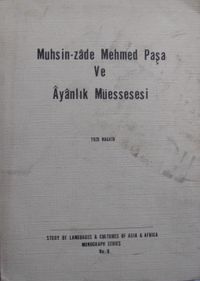 Muhsin-zâde Mehmed Paşa
Ve
Âyânlık Müessesesi
YUZO NAGATA
STUDY OF LANGUAGES & CULTURES OF ASIA & AFRICA
MONOGRAPH SERIES
No.